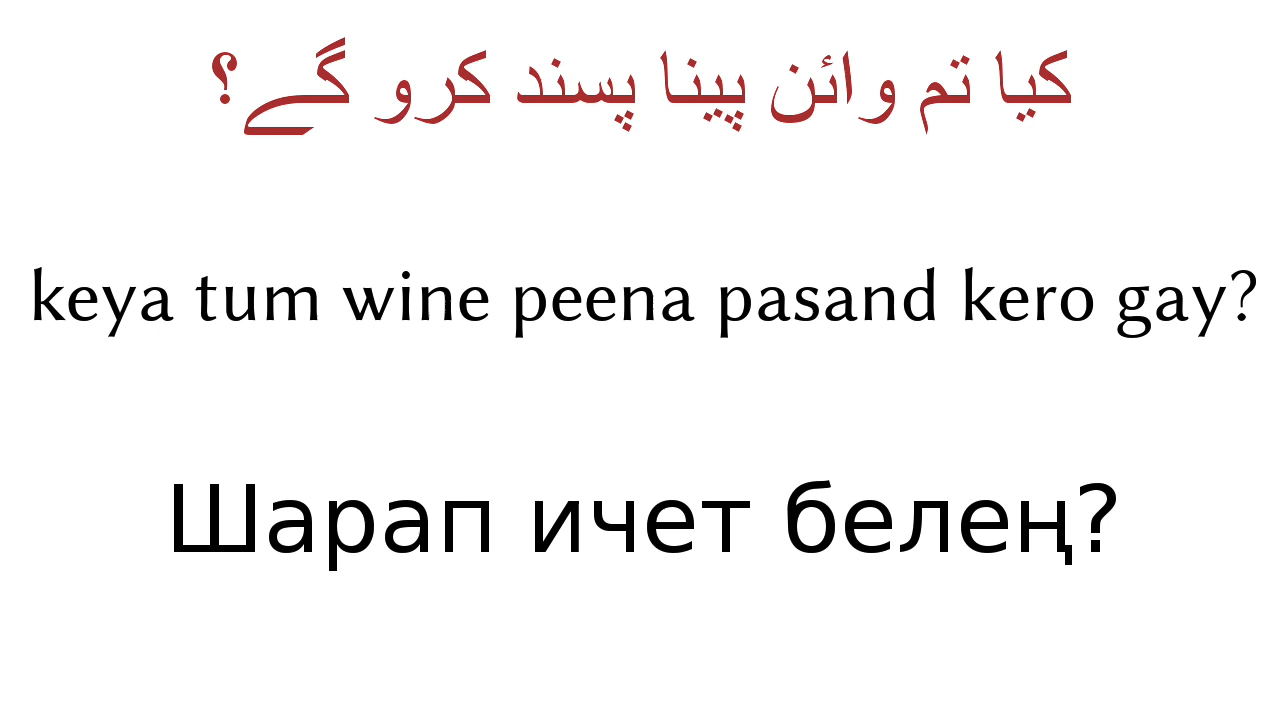 کیا تم وائن پینا پسند کرو گے؟
keya tum wine peena pasand kero gay?
Шарап ичет белең?